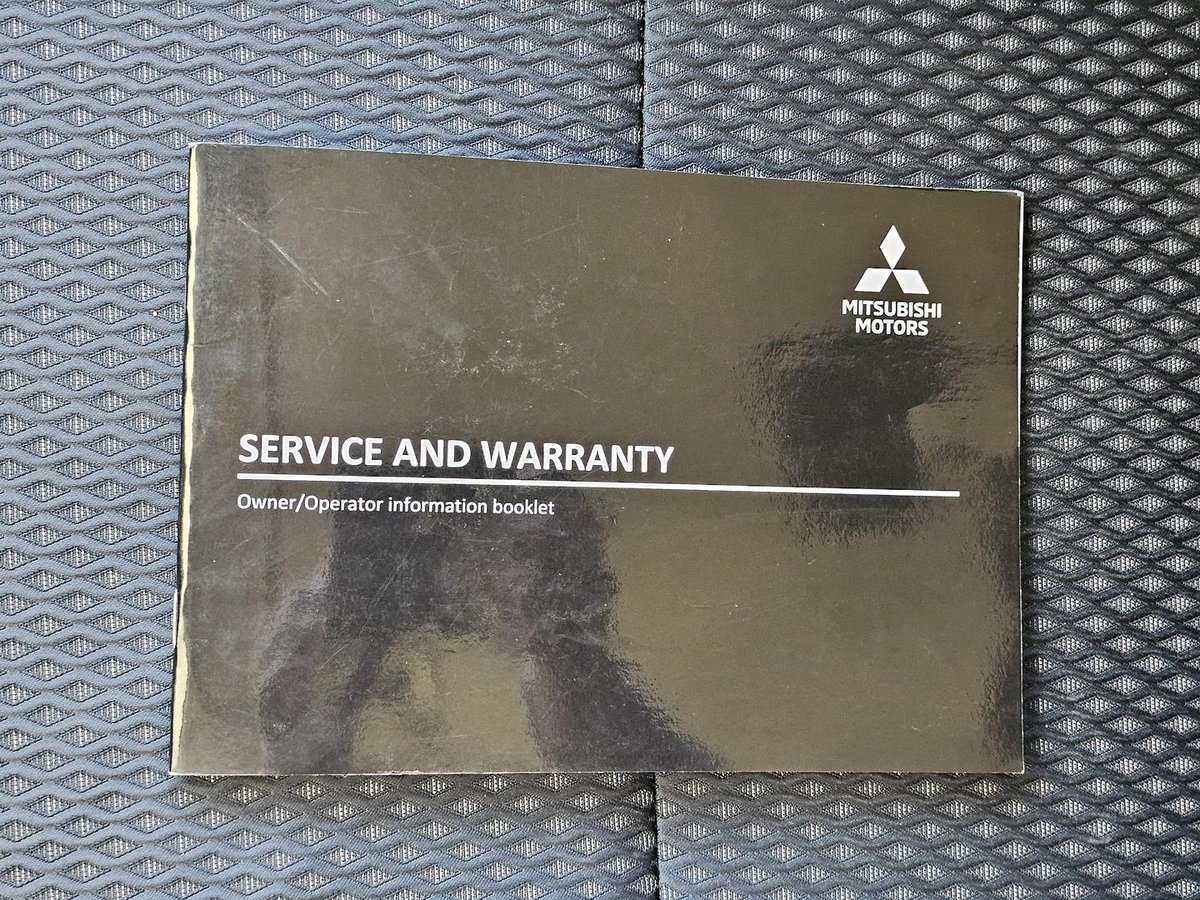 MITSUBISHI
MOTORS
SERVICE AND WARRANTY
Owner/Operator information booklet